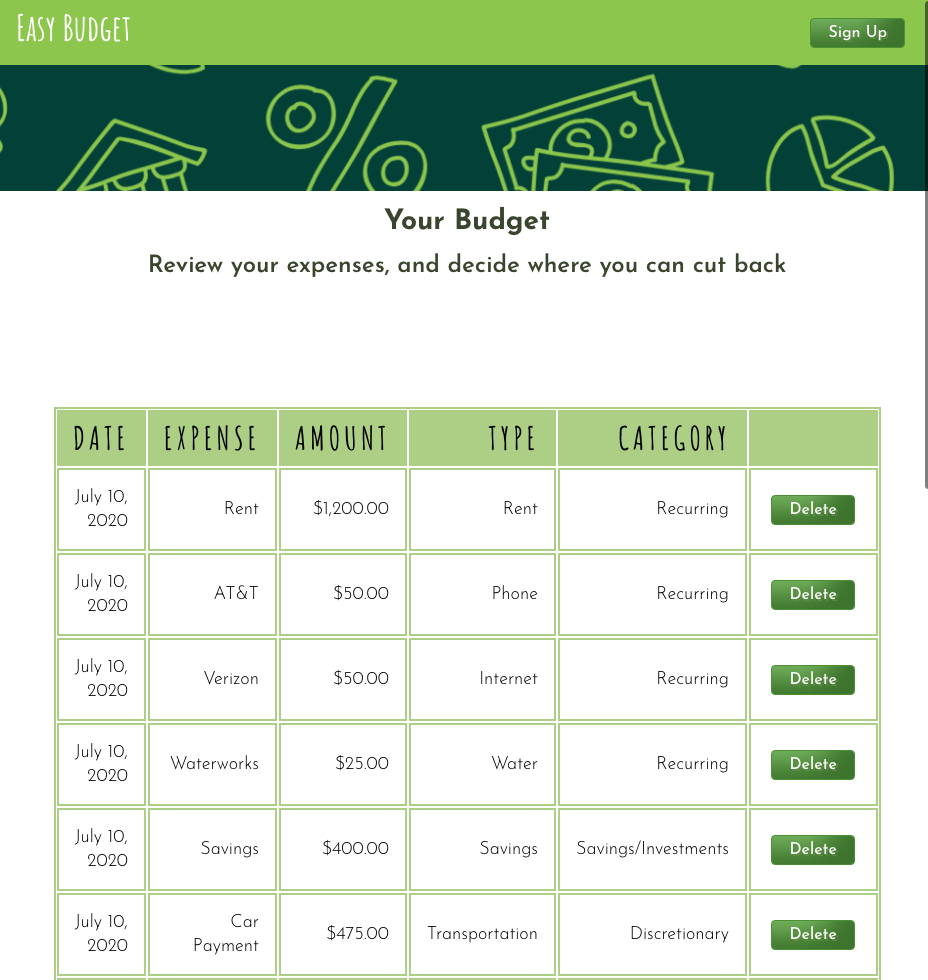 Easy Budget
Sign Up
Your Budget
Review your expenses, and decide where you can cut back
DATE EXPENSE AMOUNT TYPE CATEGORY
July 10, 2020 Rent $1,200.00 Rent Recurring Delete
July 10, 2020 AT&T $50.00 Phone Recurring Delete
July 10, 2020 Verizon $50.00 Internet Recurring Delete
July 10, 2020 Waterworks $25.00 Water Recurring Delete
July 10, 2020 Savings $400.00 Savings Savings/Investments Delete
July 10, 2020 Car Payment $475.00 Transportation Discretionary Delete